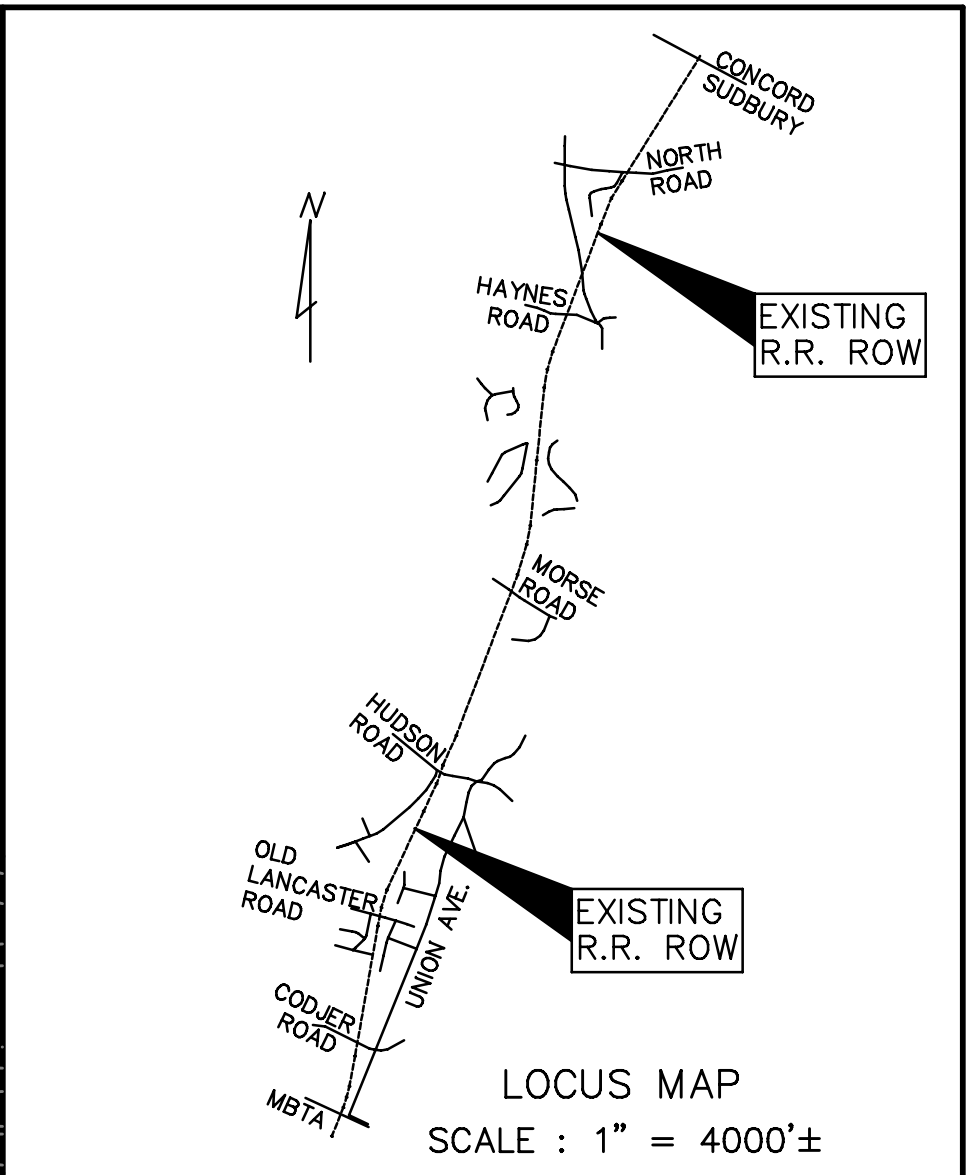 CONCORD
SUDBURY
NORTH
ROAD
N
HAYNES
ROAD
EXISTING
R.R. ROW
MORSE
ROAD
HUDSON
ROAD
OLD
LANCASTER
ROAD
UNION AVE.
EXISTING
R.R. ROW
CODJER
ROAD
MBTA
LOCUS MAP
SCALE : 1" = 4000'±